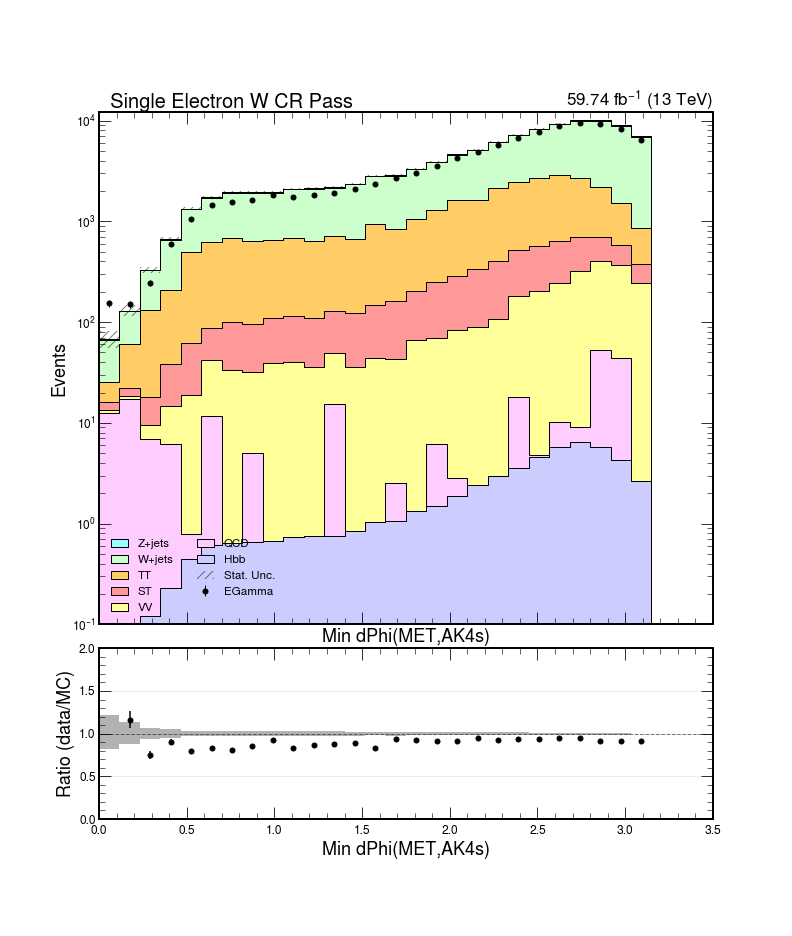 Single Electron W CR Pass 59.74 fb⁻¹ (13 TeV)
10⁴
10³
10²
10¹
10⁰
10⁻¹
Events
Z+jets QCD
W+jets Hbb
TT Stat. Unc.
ST EGamma
VV
Min dPhi(MET,AK4s)
2.0
1.5
1.0
0.5
0.0
Ratio (data/MC)
0.0 0.5 1.0 1.5 2.0 2.5 3.0 3.5
Min dPhi(MET,AK4s)